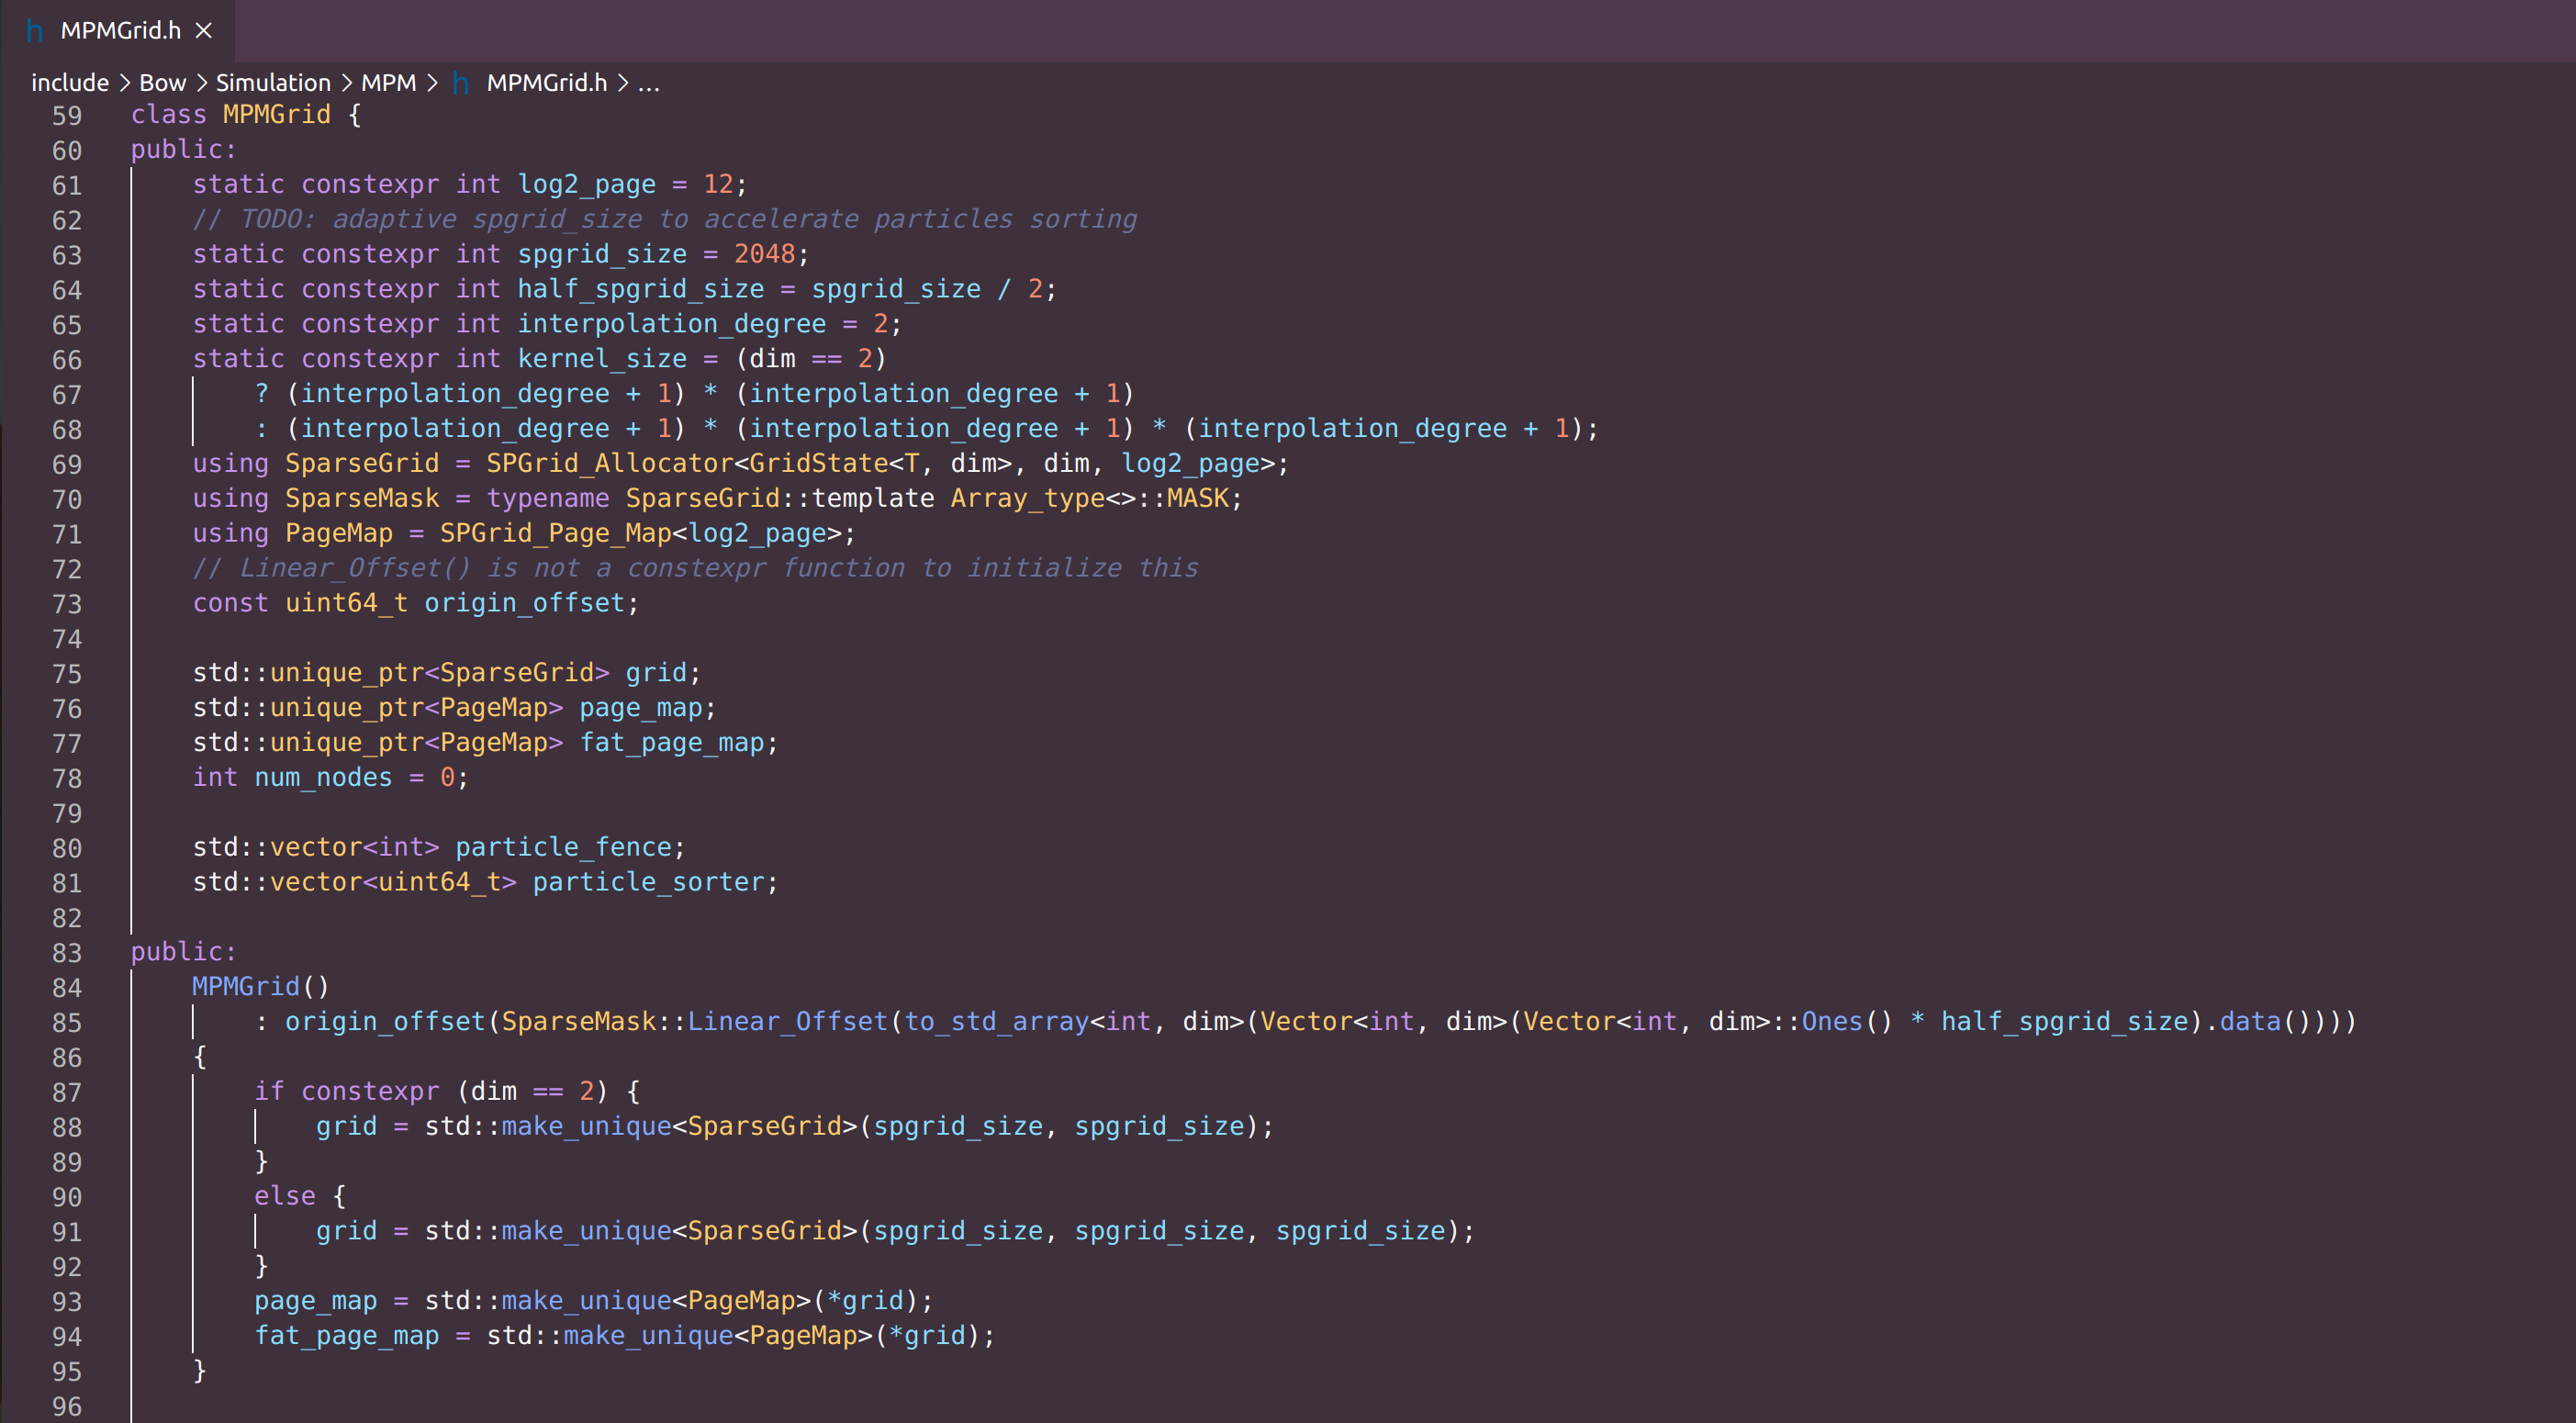 MPMGrid.h
include > Bow > Simulation > MPM > h MPMGrid.h > ...
59 class MPMGrid {
60 public:
61     static constexpr int log2_page = 12;
62     // TODO: adaptive spgrid_size to accelerate particles sorting
63     static constexpr int spgrid_size = 2048;
64     static constexpr int half_spgrid_size = spgrid_size / 2;
65     static constexpr int interpolation_degree = 2;
66     static constexpr int kernel_size = (dim == 2)
67         ? (interpolation_degree + 1) * (interpolation_degree + 1)
68         : (interpolation_degree + 1) * (interpolation_degree + 1) * (interpolation_degree + 1);
69     using SparseGrid = SPGrid_Allocator<GridState<T, dim>, dim, log2_page>;
70     using SparseMask = typename SparseGrid::template Array_type<>::MASK;
71     using PageMap = SPGrid_Page_Map<log2_page>;
72     // Linear_Offset() is not a constexpr function to initialize this
73     const uint64_t origin_offset;
74
75     std::unique_ptr<SparseGrid> grid;
76     std::unique_ptr<PageMap> page_map;
77     std::unique_ptr<PageMap> fat_page_map;
78     int num_nodes = 0;
79
80     std::vector<int> particle_fence;
81     std::vector<uint64_t> particle_sorter;
82
83 public:
84     MPMGrid()
85         : origin_offset(SparseMask::Linear_Offset(to_std_array<int, dim>(Vector<int, dim>(Vector<int, dim>::Ones() * half_spgrid_size).data())))
86     {
87         if constexpr (dim == 2) {
88             grid = std::make_unique<SparseGrid>(spgrid_size, spgrid_size);
89         }
90         else {
91             grid = std::make_unique<SparseGrid>(spgrid_size, spgrid_size, spgrid_size);
92         }
93         page_map = std::make_unique<PageMap>(*grid);
94         fat_page_map = std::make_unique<PageMap>(*grid);
95     }
96